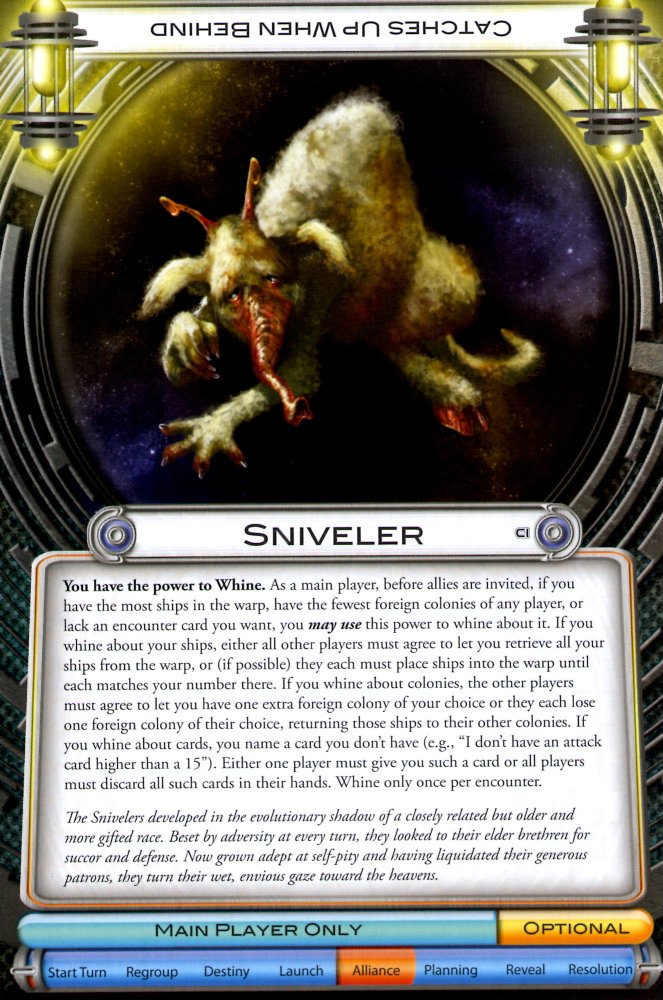 CATCHES UP WHEN BEHIND
SNIVELER
CI
You have the power to Whine. As a main player, before allies are invited, if you
have the most ships in the warp, have the fewest foreign colonies of any player, or
lack an encounter card you want, you may use this power to whine about it. If you
whine about your ships, either all other players must agree to let you retrieve all your
ships from the warp, or (if possible) they each must place ships into the warp until
each matches your number there. If you whine about colonies, the other players
must agree to let you have one extra foreign colony of your choice or they each lose
one foreign colony of their choice, returning those ships to their other colonies. If
you whine about cards, you name a card you don't have (e.g., “I don't have an attack
card higher than a 15”). Either one player must give you such a card or all players
must discard all such cards in their hands. Whine only once per encounter.
The Snivelers developed in the evolutionary shadow of a closely related but older and
more gifted race. Beset by adversity at every turn, they looked to their elder brethren for
succor and defense. Now grown adept at self-pity and having liquidated their generous
patrons, they turn their wet, envious gaze toward the heavens.
MAIN PLAYER ONLY OPTIONAL
Start Turn Regroup Destiny Launch Alliance Planning Reveal Resolution